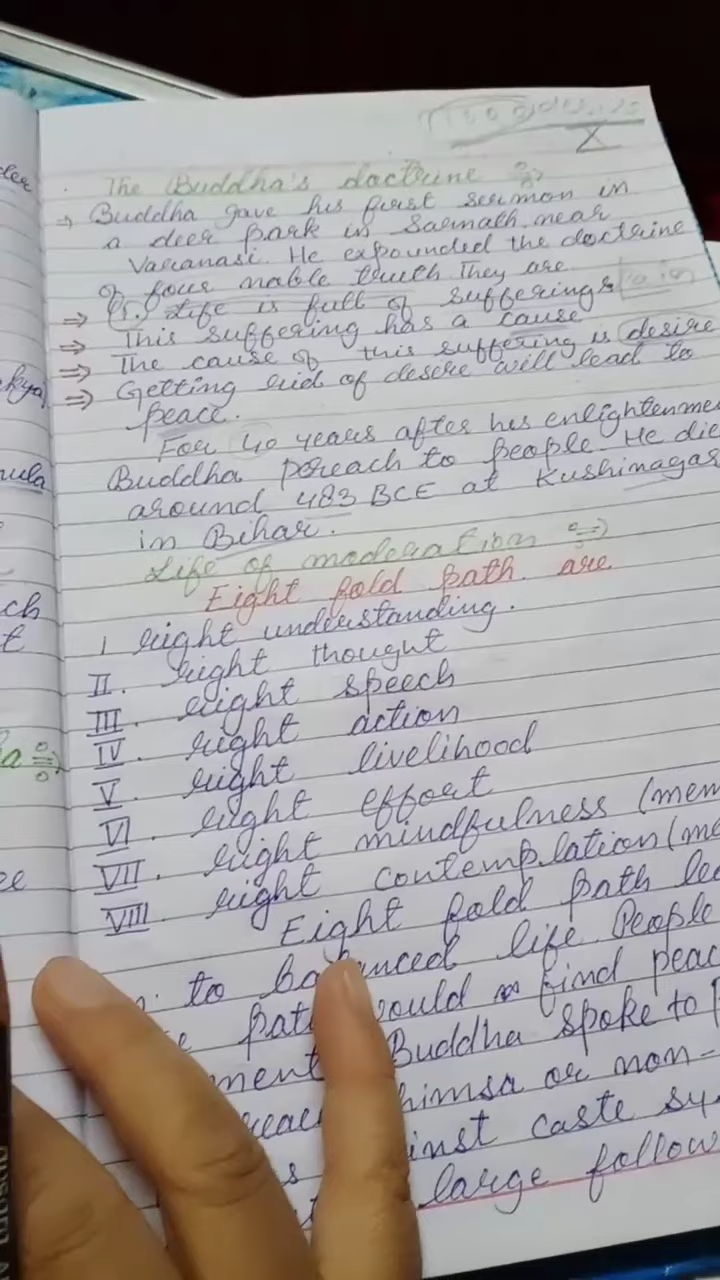 The Buddha's doctrine
⇒ Buddha gave his first sermon in
a deer park in Sarnath near
Varanasi. He expounded the doctrine
of four noble truth They are
⇒ (1.) Life is full of sufferings
⇒ This suffering has a cause
⇒ The cause of this suffering is desire
⇒ Getting rid of desire will lead to
peace.
For 40 years after his enlightenme
Buddha preach to people. He die
around 483 BCE at Kushinagar
in Bihar.
Life of moderation
Eight fold path are
I right understanding.
II. right thought
III. right speech
IV. right action
V. right livelihood
VI. right effort
VII. right mindfulness (mem
VIII. right contemplation (me
Eight fold path lea
to balanced life. People
path would find peac
ment Buddha spoke to
himsa or non-
inst caste sy
large follow